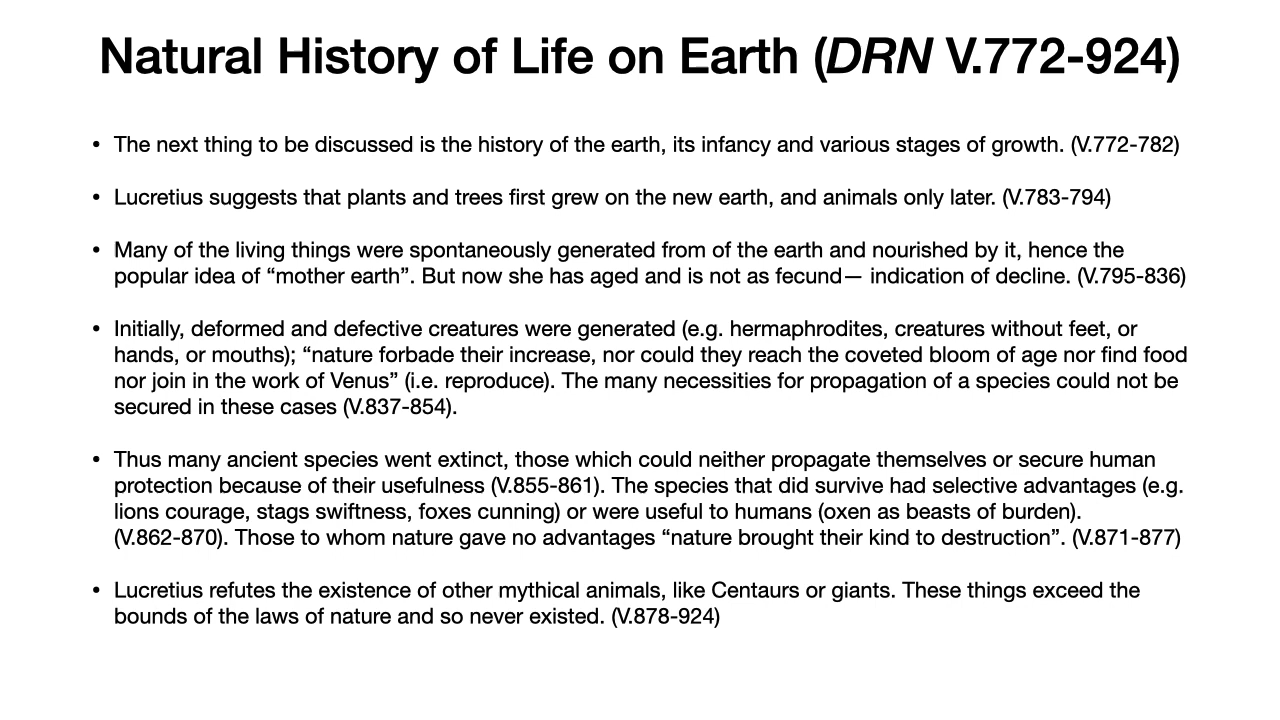 Natural History of Life on Earth (DRN V.772-924)
• The next thing to be discussed is the history of the earth, its infancy and various stages of growth. (V.772-782)
• Lucretius suggests that plants and trees first grew on the new earth, and animals only later. (V.783-794)
• Many of the living things were spontaneously generated from of the earth and nourished by it, hence the
popular idea of “mother earth”. But now she has aged and is not as fecund— indication of decline. (V.795-836)
• Initially, deformed and defective creatures were generated (e.g. hermaphrodites, creatures without feet, or
hands, or mouths); “nature forbade their increase, nor could they reach the coveted bloom of age nor find food
nor join in the work of Venus” (i.e. reproduce). The many necessities for propagation of a species could not be
secured in these cases (V.837-854).
• Thus many ancient species went extinct, those which could neither propagate themselves or secure human
protection because of their usefulness (V.855-861). The species that did survive had selective advantages (e.g.
lions courage, stags swiftness, foxes cunning) or were useful to humans (oxen as beasts of burden).
(V.862-870). Those to whom nature gave no advantages “nature brought their kind to destruction”. (V.871-877)
• Lucretius refutes the existence of other mythical animals, like Centaurs or giants. These things exceed the
bounds of the laws of nature and so never existed. (V.878-924)